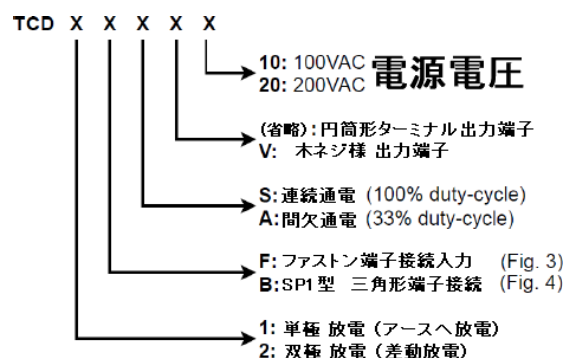 TCD X X X X X
10: 100VAC
20: 200VAC
電源電圧
(省略):円筒形ターミナル出力端子
V: 木ネジ様 出力端子
S:連続通電 (100% duty-cycle)
A:間欠通電 (33% duty-cycle)
F:ファストン端子接続入力 (Fig. 3)
B:SP1型 三角形端子接続 (Fig. 4)
1: 単極 放電 (アースへ放電)
2: 双極 放電 (差動放電)